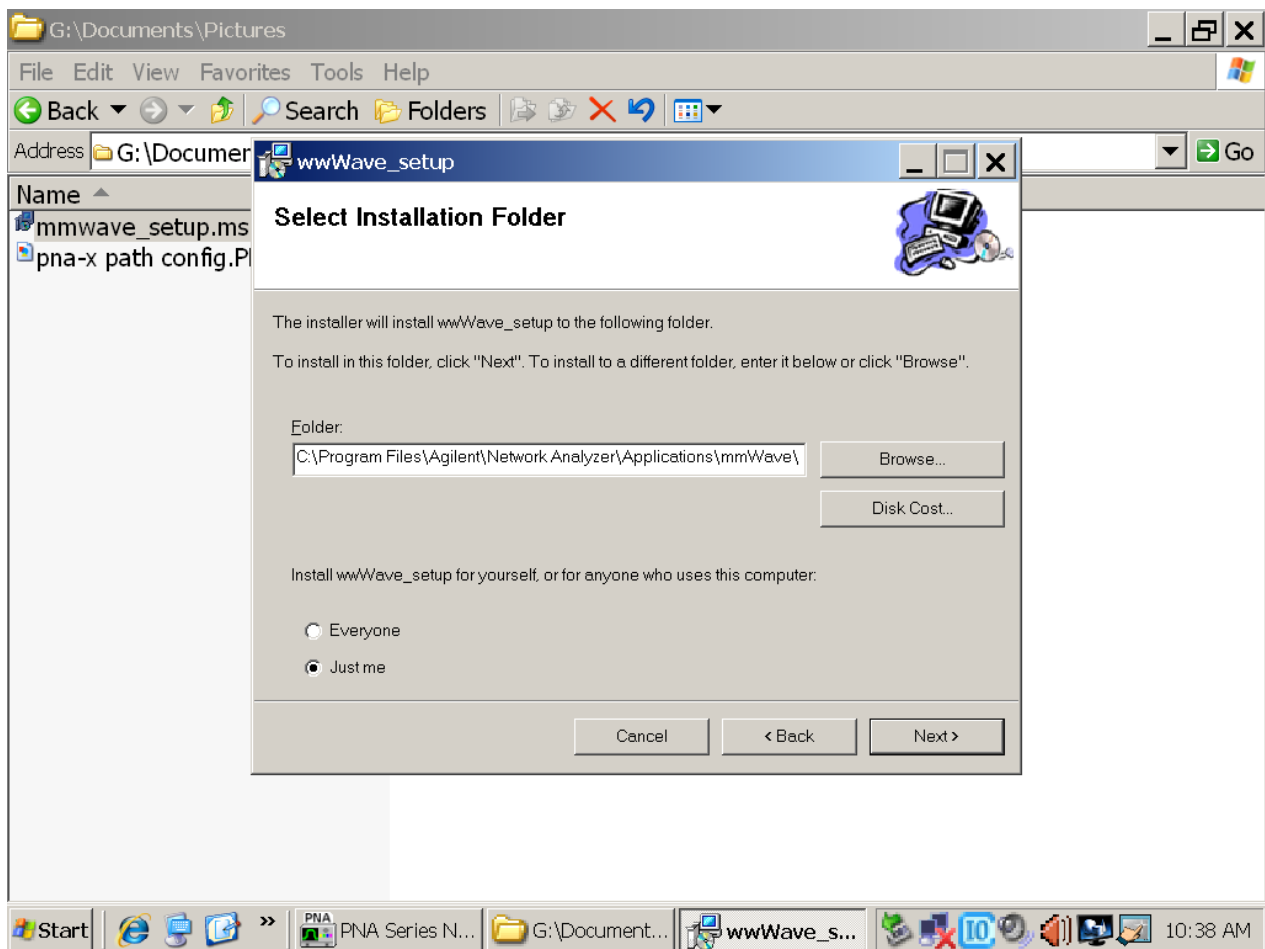 G:\Documents\Pictures
File Edit View Favorites Tools Help
Back Search Folders
Address G:\Documer Go
Name
mmwave_setup.ms
pna-x path config.P
wwWave_setup
Select Installation Folder
The installer will install wwWave_setup to the following folder.
To install in this folder, click "Next". To install to a different folder, enter it below or click "Browse".
Folder:
C:\Program Files\Agilent\Network Analyzer\Applications\mmWave\
Browse...
Disk Cost...
Install wwWave_setup for yourself, or for anyone who uses this computer:
Everyone
Just me
Cancel < Back Next >
Start » PNA PNA Series N... G:\Document... wwWave_s... IO 10:38 AM